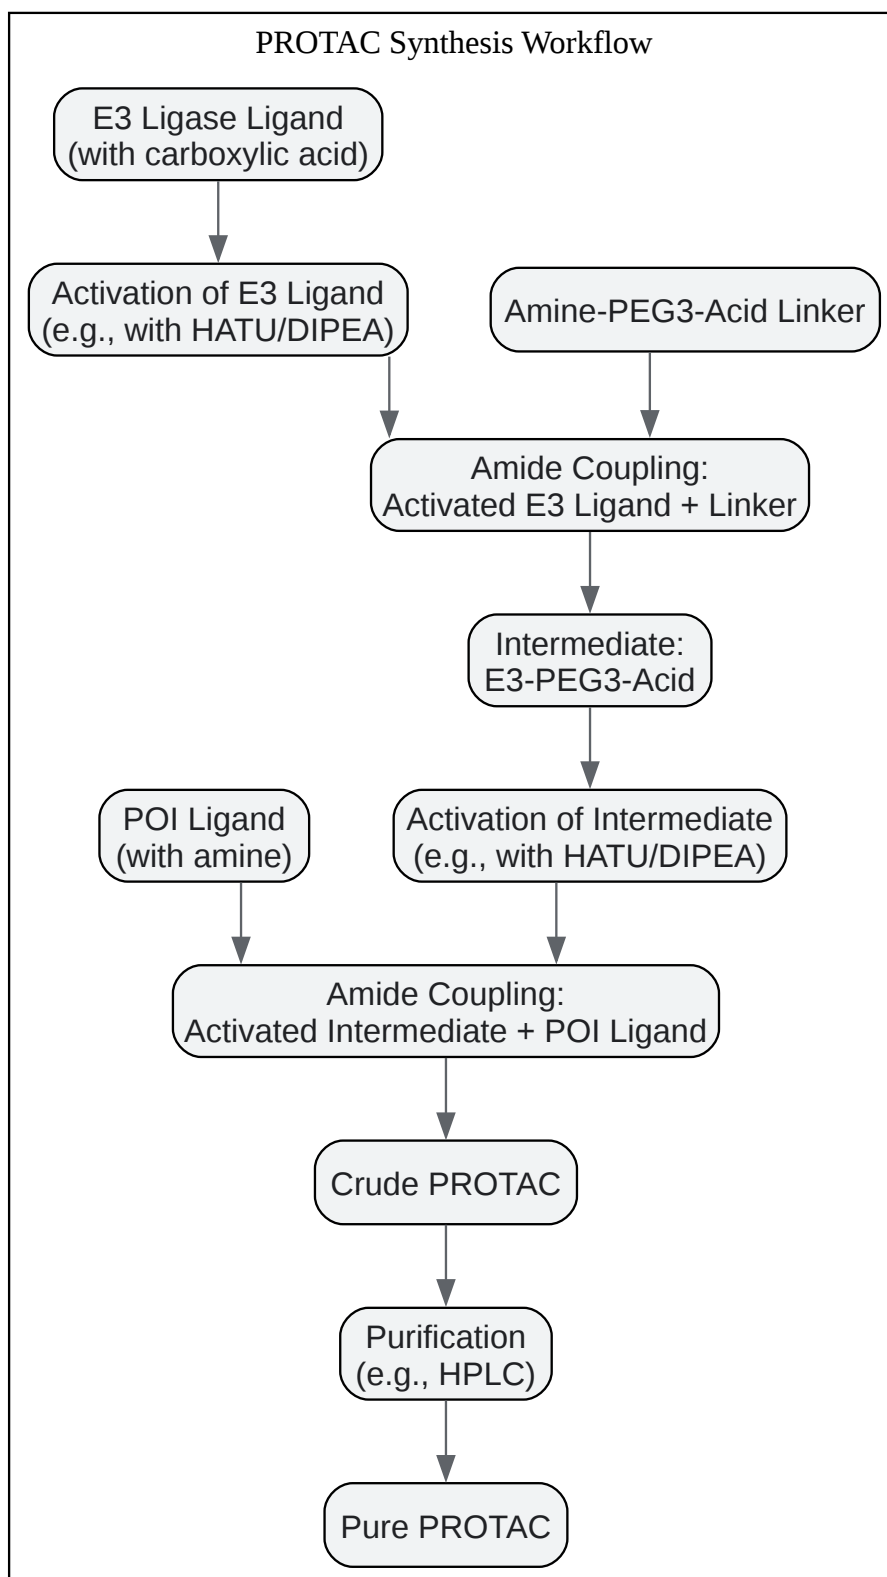 PROTAC Synthesis Workflow
E3 Ligase Ligand
(with carboxylic acid)
Activation of E3 Ligand
(e.g., with HATU/DIPEA)
Amine-PEG3-Acid Linker
Amide Coupling:
Activated E3 Ligand + Linker
Intermediate:
E3-PEG3-Acid
POI Ligand
(with amine)
Activation of Intermediate
(e.g., with HATU/DIPEA)
Amide Coupling:
Activated Intermediate + POI Ligand
Crude PROTAC
Purification
(e.g., HPLC)
Pure PROTAC